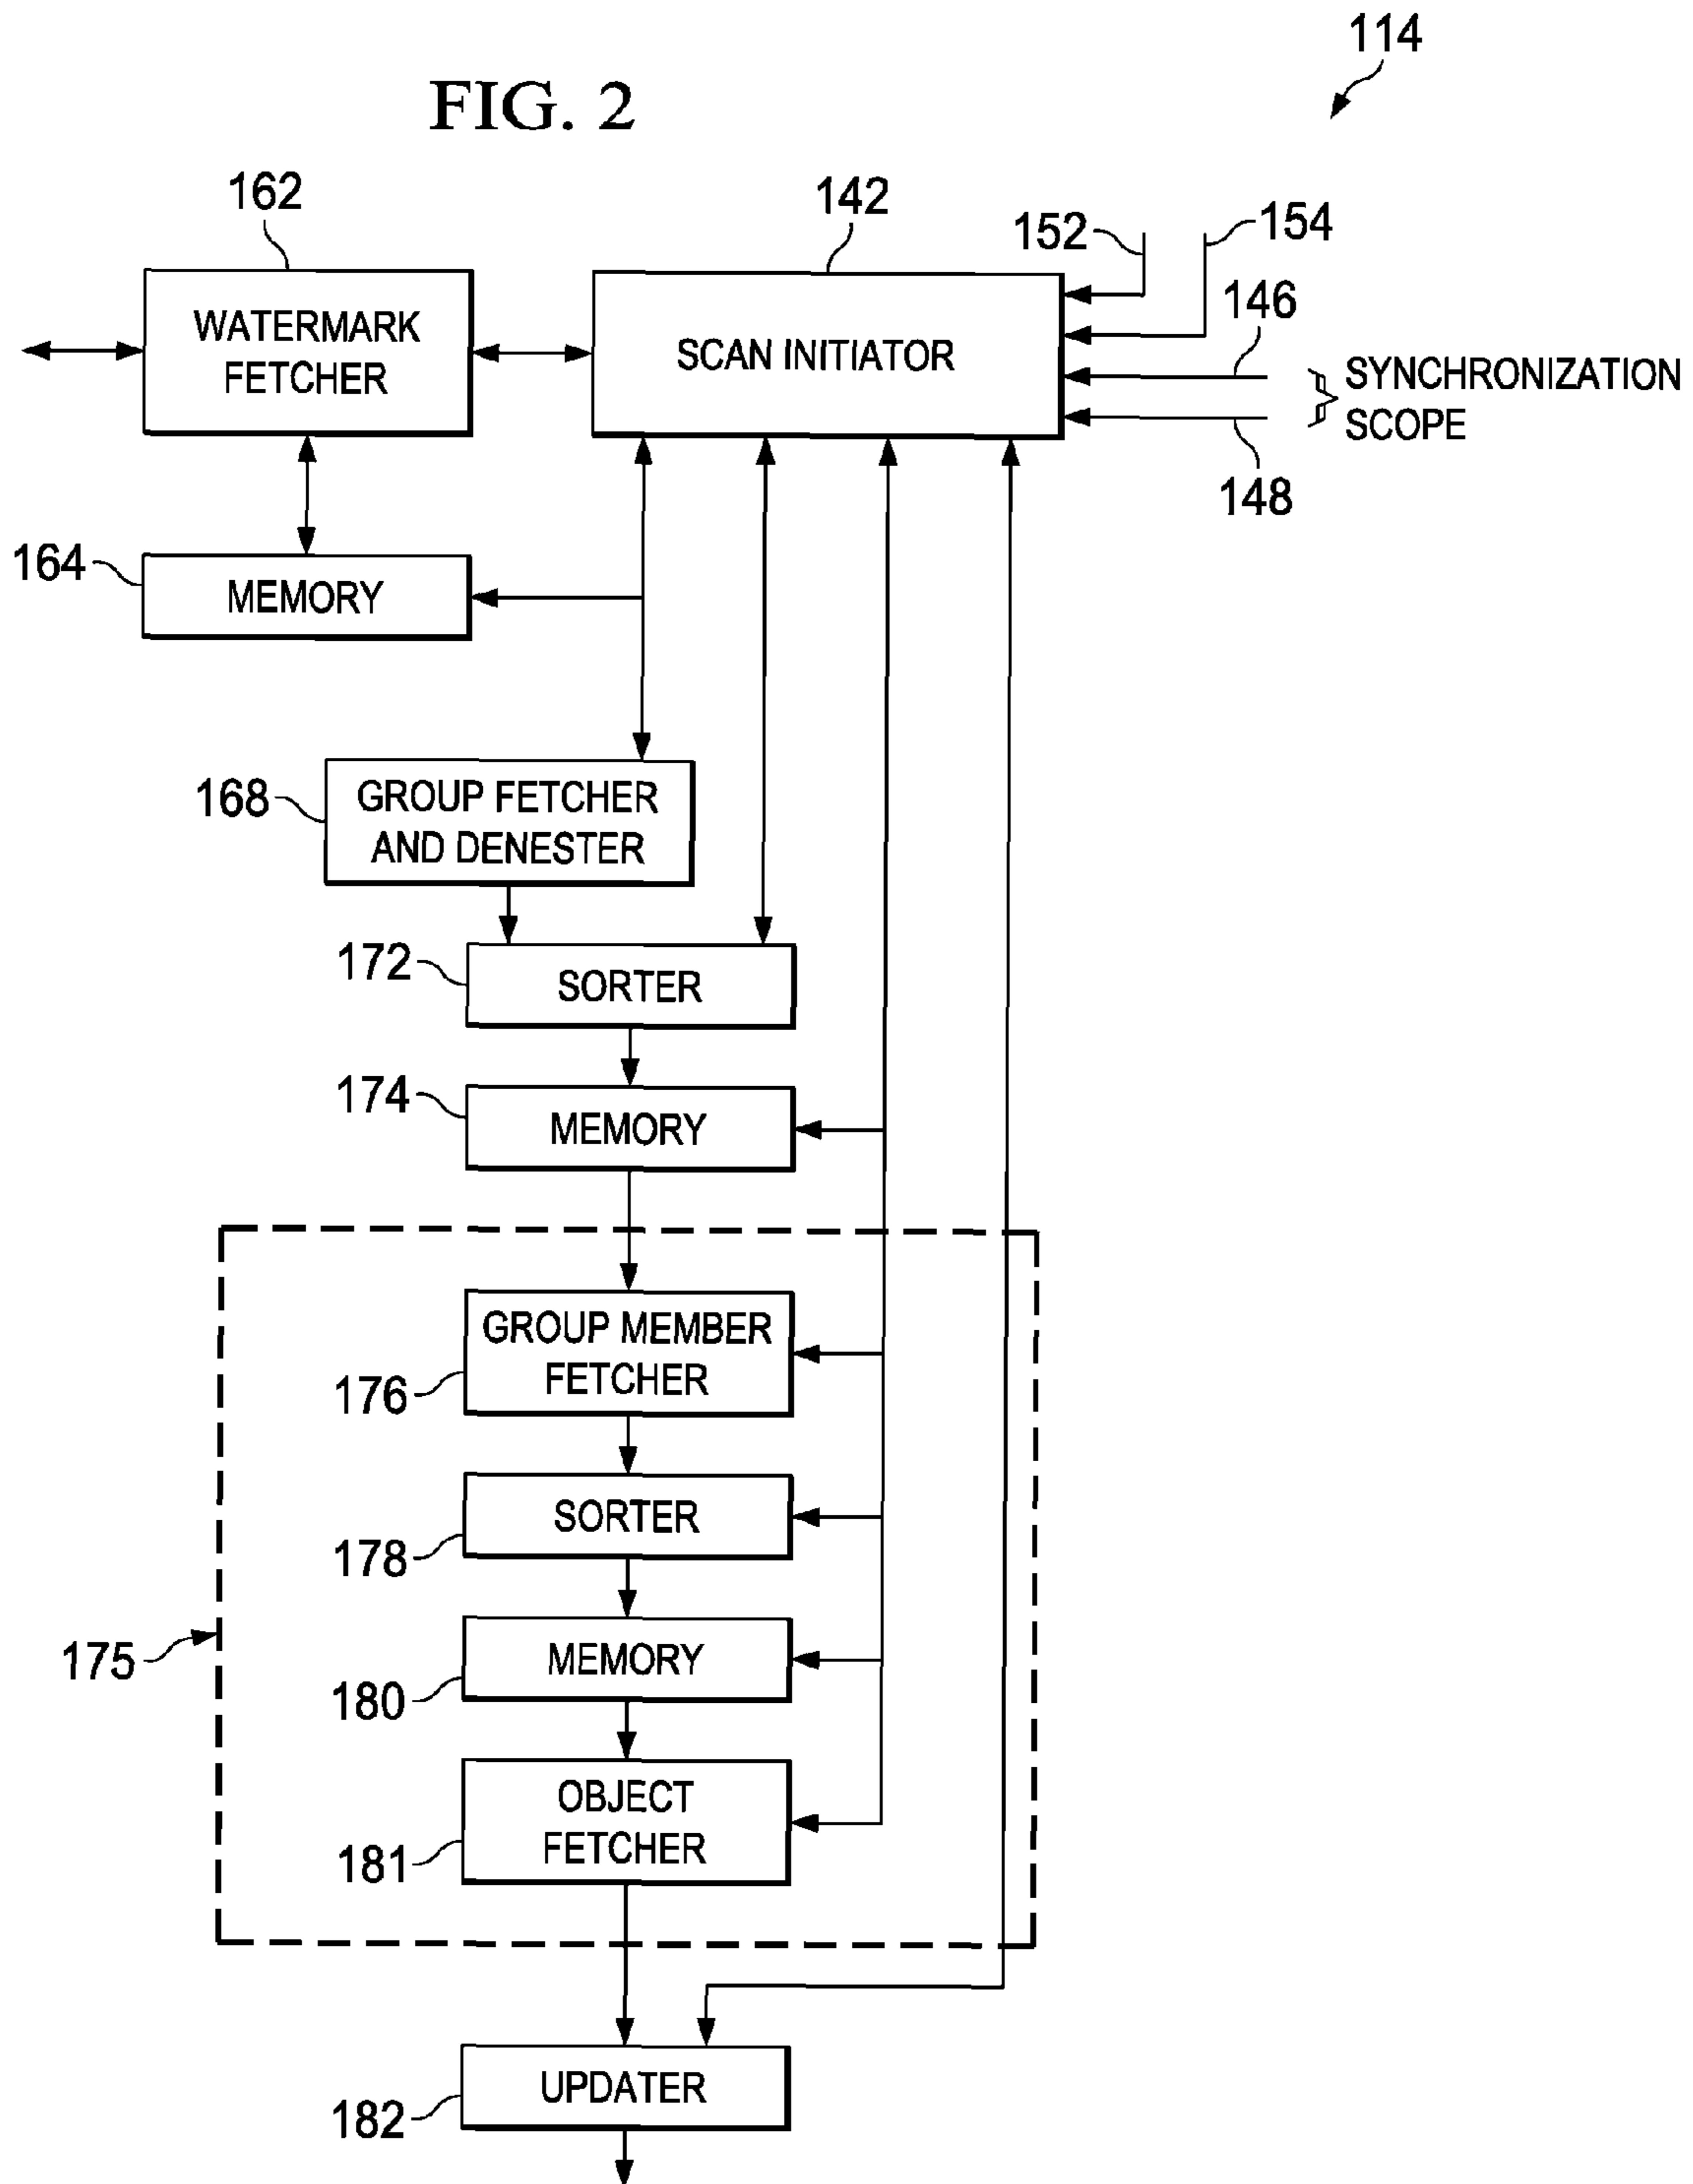 114
FIG. 2
162
142
152
154
WATERMARK
FETCHER
SCAN INITIATOR
146
SYNCHRONIZATION
SCOPE
148
164
MEMORY
168
GROUP FETCHER
AND DENESTER
172
SORTER
174
MEMORY
GROUP MEMBER
FETCHER
176
SORTER
178
175
MEMORY
180
OBJECT
FETCHER
181
UPDATER
182